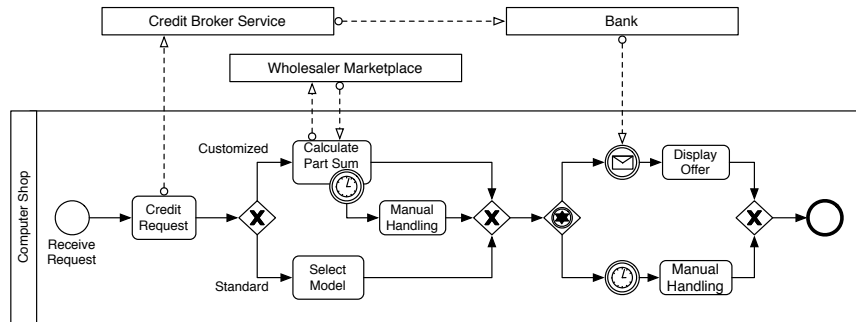 Credit Broker Service
Bank
Wholesaler Marketplace
Computer Shop
Customized
Calculate
Part Sum
Display
Offer
Credit
Request
Manual
Handling
Receive
Request
Standard
Select
Model
Manual
Handling